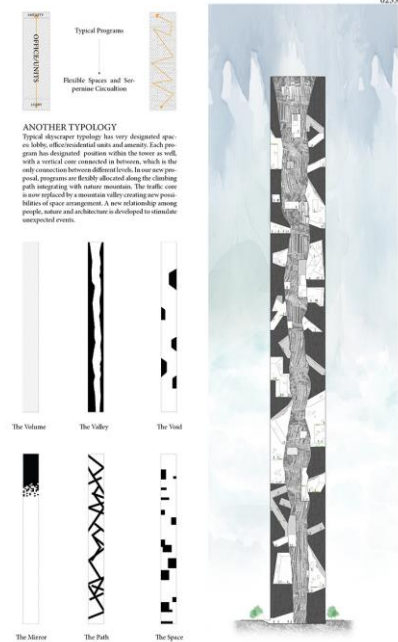 AMENITY
OFFICE/UNITS
LOBBY
Typical Programs
Flexible Spaces and Ser-
pernine Circualtion
ANOTHER TYPOLOGY
Typical skyscraper typology has very designated spac-
es: lobby, office/residential units and amenity. Each pro-
gram has designated position within the tower as well,
with a vertical core connected in between, which is the
only connection between different levels. In our new pro-
posal, programs are flexibly allocated along the climbing
path integrating with nature mountain. The traffic core
is now replaced by a mountain valley creating new possi-
bilities of space arrangement. A new relationship among
people, nature and architecture is developed to stimulate
unexpected events.
The Volume
The Valley
The Void
The Mirror
The Path
The Space